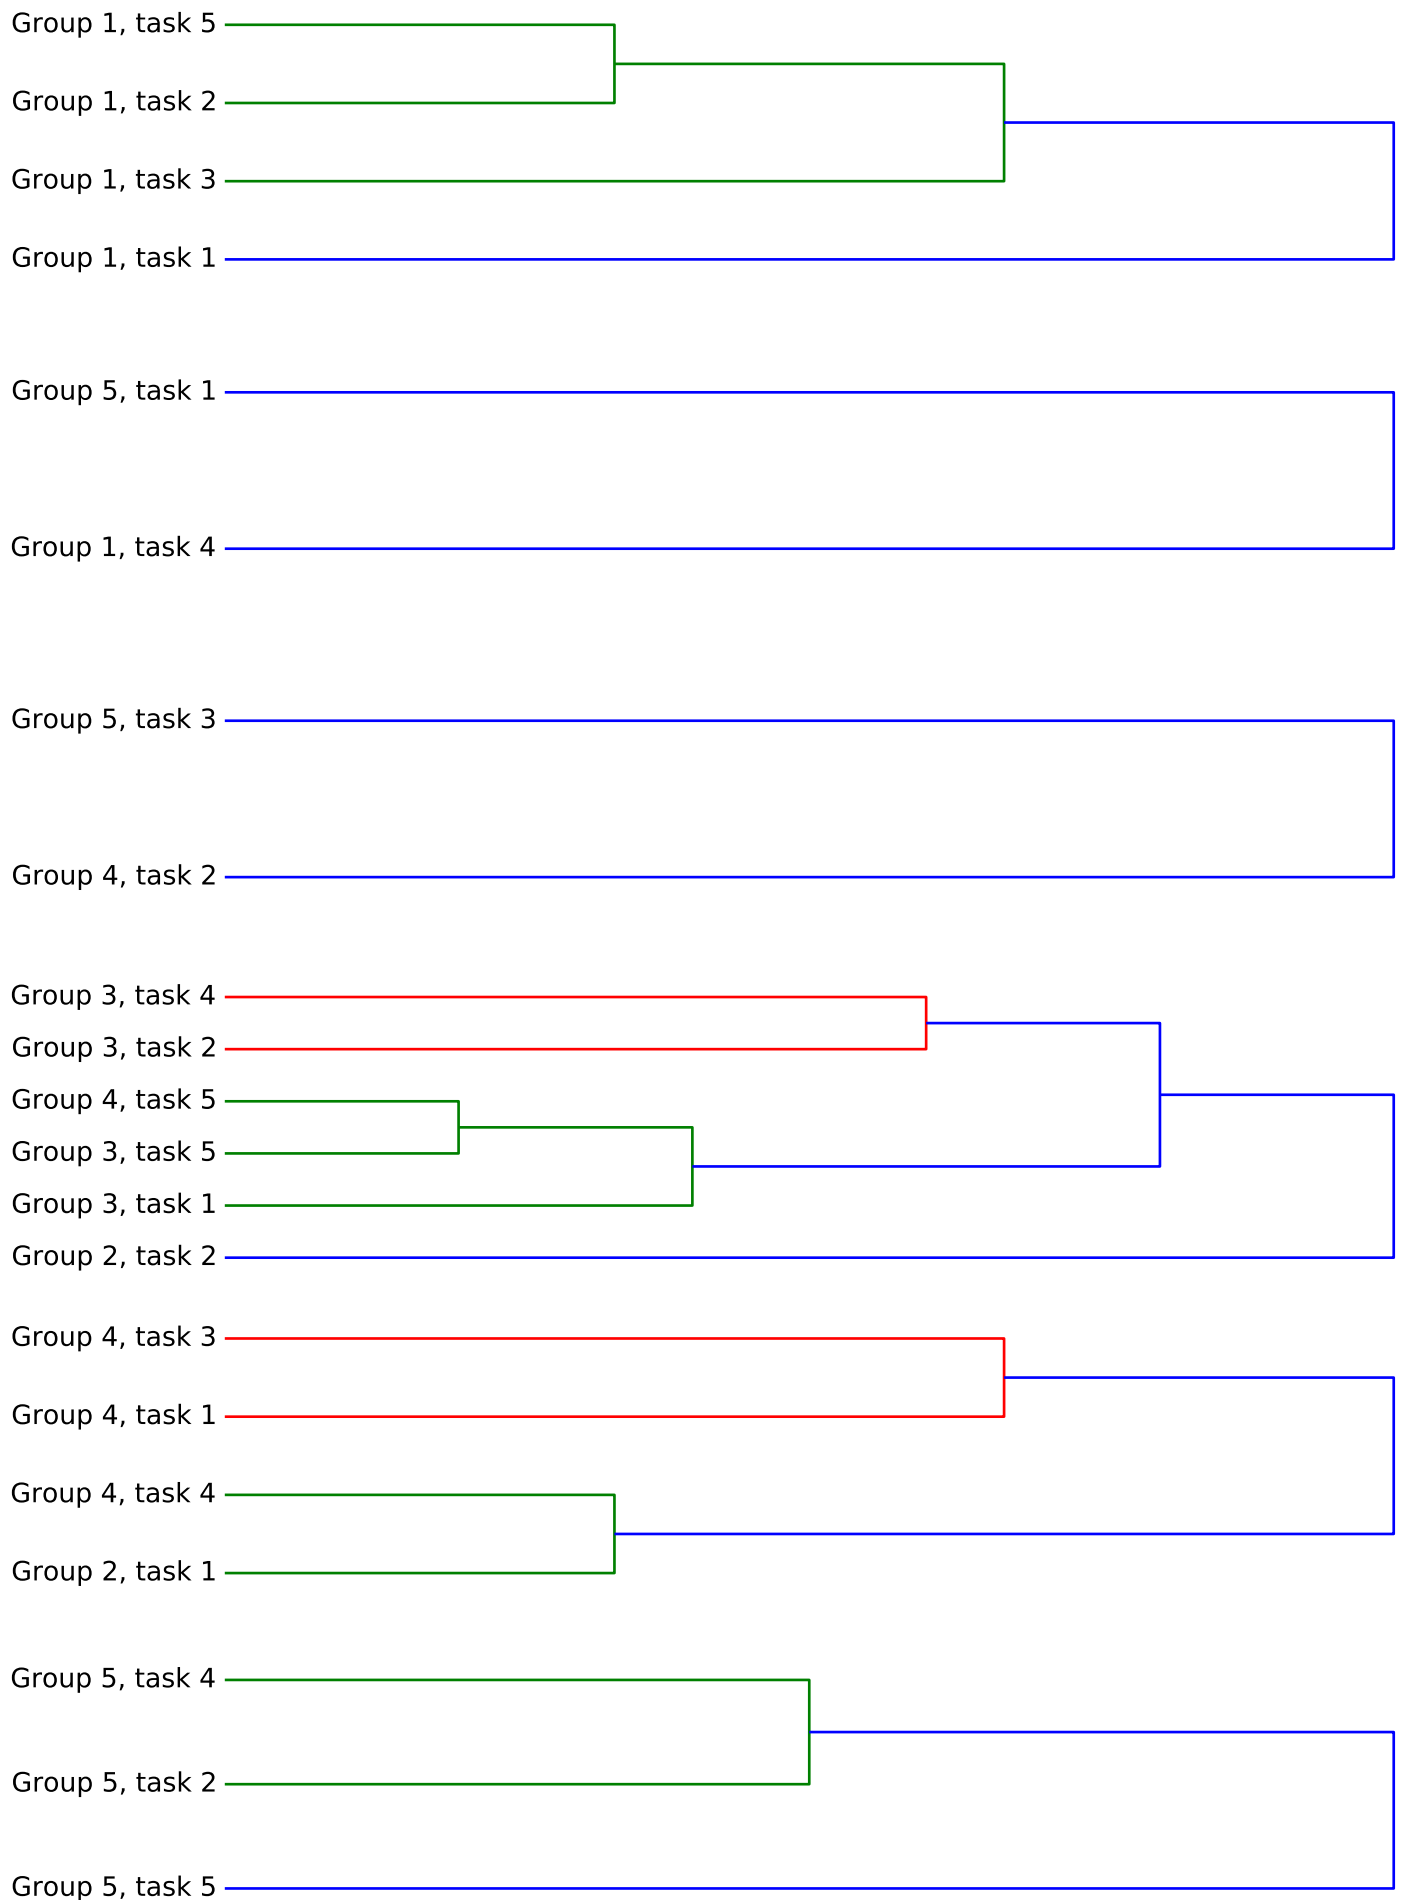 Group 1, task 5
Group 1, task 2
Group 1, task 3
Group 1, task 1
Group 5, task 1
Group 1, task 4
Group 5, task 3
Group 4, task 2
Group 3, task 4
Group 3, task 2
Group 4, task 5
Group 3, task 5
Group 3, task 1
Group 2, task 2
Group 4, task 3
Group 4, task 1
Group 4, task 4
Group 2, task 1
Group 5, task 4
Group 5, task 2
Group 5, task 5